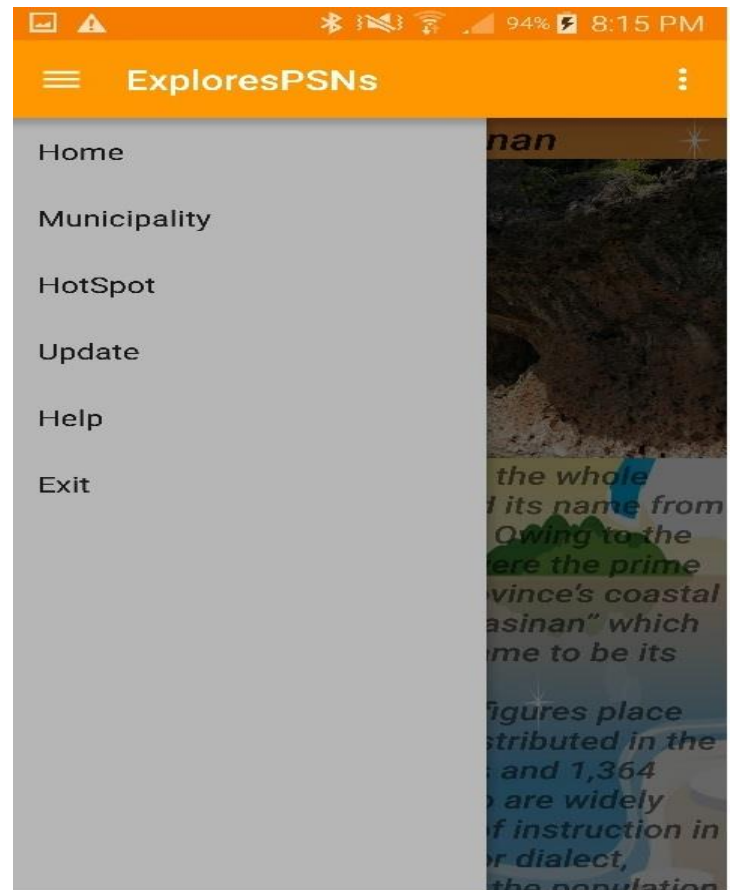 94% 8:15 PM
ExploresPSNs
nan
Home
Municipality
HotSpot
Update
Help
Exit
the whole
its name from
Owing to the
ere the prime
vince's coastal
asinan" which
me to be its
figures place
stributed in the
and 1,364
are widely
f instruction in
r dialect,
the population